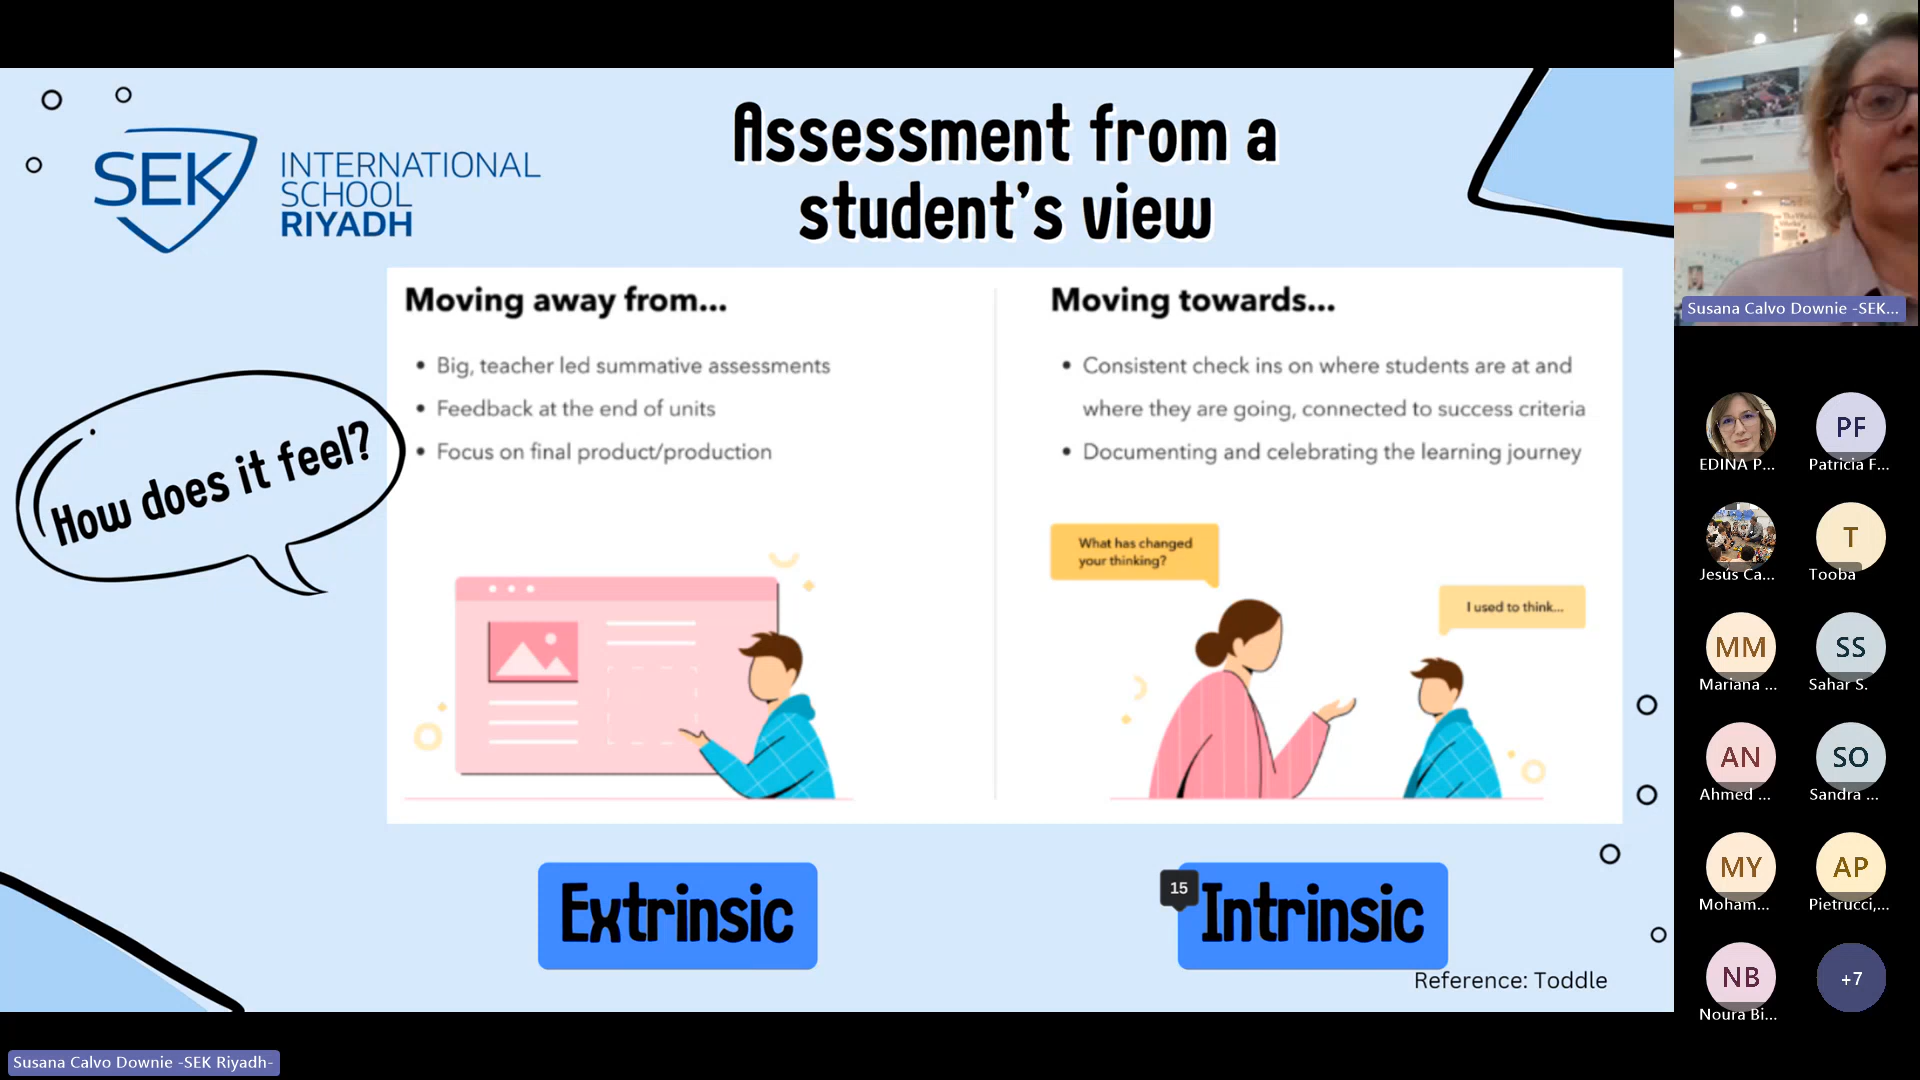 SEK
INTERNATIONAL
SCHOOL
RIYADH
Assessment from a
student's view
How does it feel?
Moving away from...
• Big, teacher led summative assessments
• Feedback at the end of units
• Focus on final product/production
Moving towards...
• Consistent check ins on where students are at and
where they are going, connected to success criteria
• Documenting and celebrating the learning journey
What has changed
your thinking?
I used to think...
Extrinsic
15
Intrinsic
Reference: Toddle
Susana Calvo Downie -SEK Riyadh-
Susana Calvo Downie -SEK...
EDINA P...
PF
Patricia F...
Jesús Ca...
T
Tooba
MM
Mariana ...
SS
Sahar S.
AN
Ahmed ...
SO
Sandra ...
MY
Moham...
AP
Pietrucci,...
NB
Noura Bi...
+7